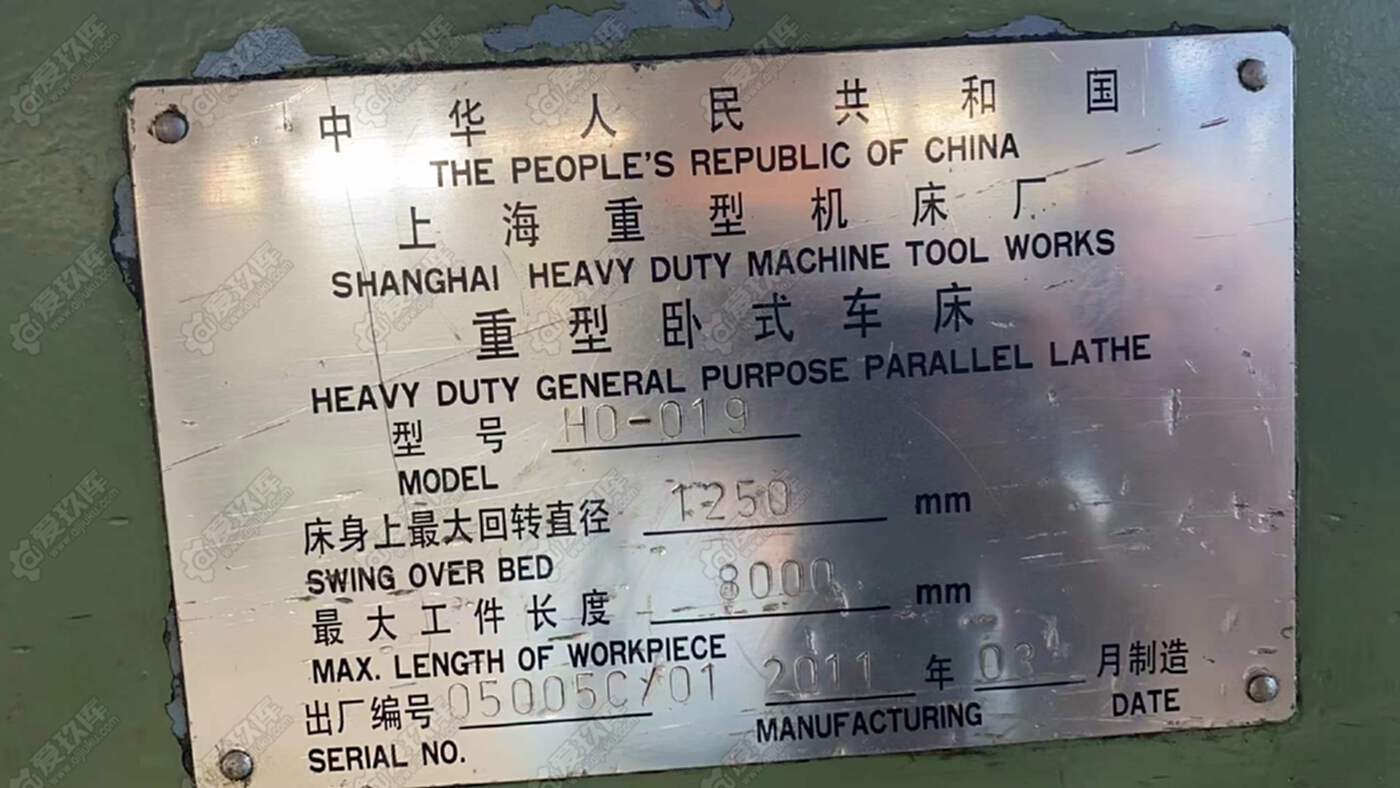 中华人民共和国
THE PEOPLE'S REPUBLIC OF CHINA
上海重型机床厂
SHANGHAI HEAVY DUTY MACHINE TOOL WORKS
重型卧式车床
HEAVY DUTY GENERAL PURPOSE PARALLEL LATHE
型号 HO-019
MODEL
床身上最大回转直径 1250 mm
SWING OVER BED
最大工件长度 8000 mm
MAX. LENGTH OF WORKPIECE
出厂编号 05005C/01 2011 年 03 月制造
SERIAL NO. MANUFACTURING DATE